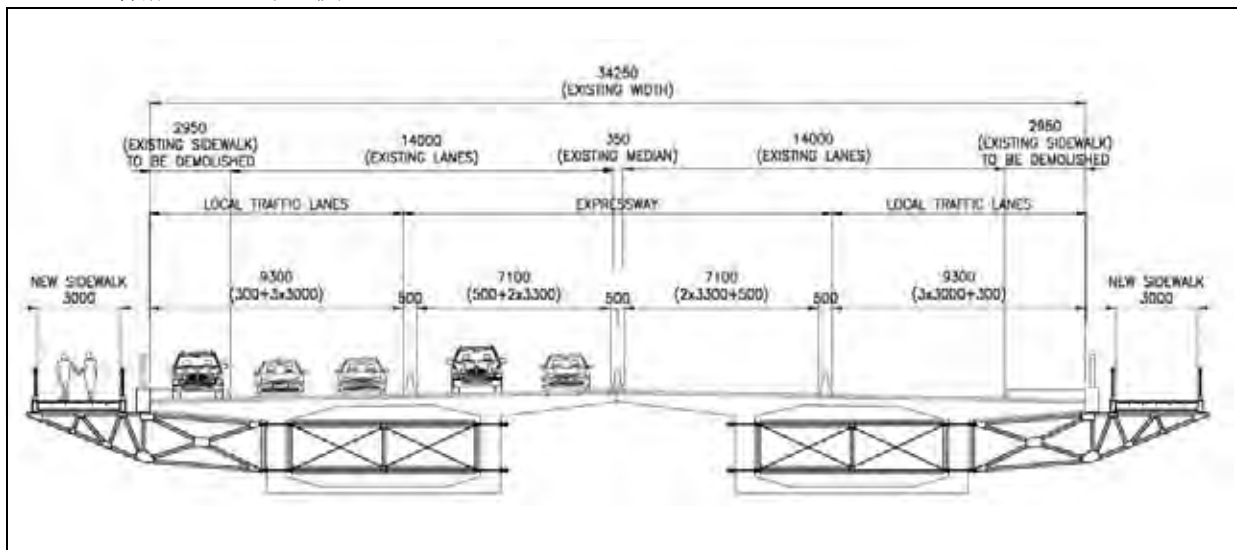 34250
(EXISTING WIDTH)
2950
(EXISTING SIDEWALK)
TO BE DEMOLISHED
14000
(EXISTING LANES)
350
(EXISTING MEDIAN)
14000
(EXISTING LANES)
2950
(EXISTING SIDEWALK)
TO BE DEMOLISHED
LOCAL TRAFFIC LANES
EXPRESSWAY
LOCAL TRAFFIC LANES
NEW SIDEWALK
3000
9300
(300+3x3000)
500
7100
(500+2x3300)
500
7100
(2x3300+500)
500
9300
(3x3000+300)
NEW SIDEWALK
3000